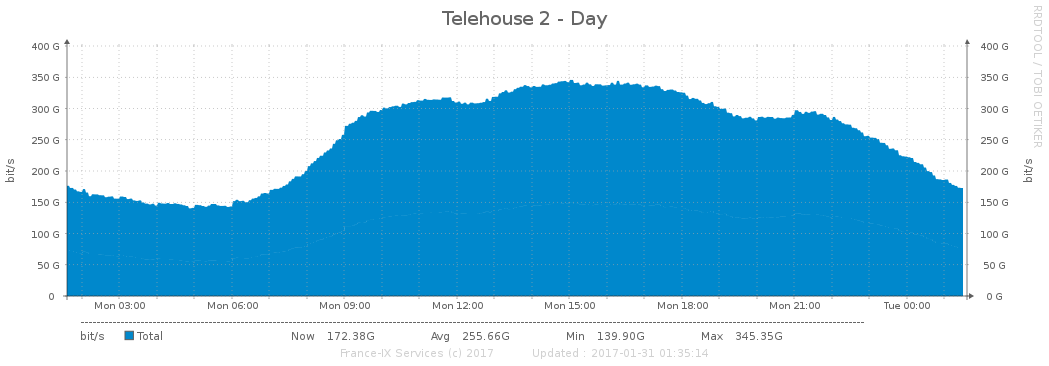 Telehouse 2 - Day
RRDTOOL / TOBI OETIKER
400 G 400 G
350 G 350 G
300 G 300 G
250 G 250 G
200 G 200 G
150 G 150 G
100 G 100 G
50 G 50 G
0 0 G
bit/s bit/s
Mon 03:00 Mon 06:00 Mon 09:00 Mon 12:00 Mon 15:00 Mon 18:00 Mon 21:00 Tue 00:00
bit/s Total Now 172.38G Avg 255.66G Min 139.90G Max 345.35G
France-IX Services (c) 2017 Updated : 2017-01-31 01:35:14